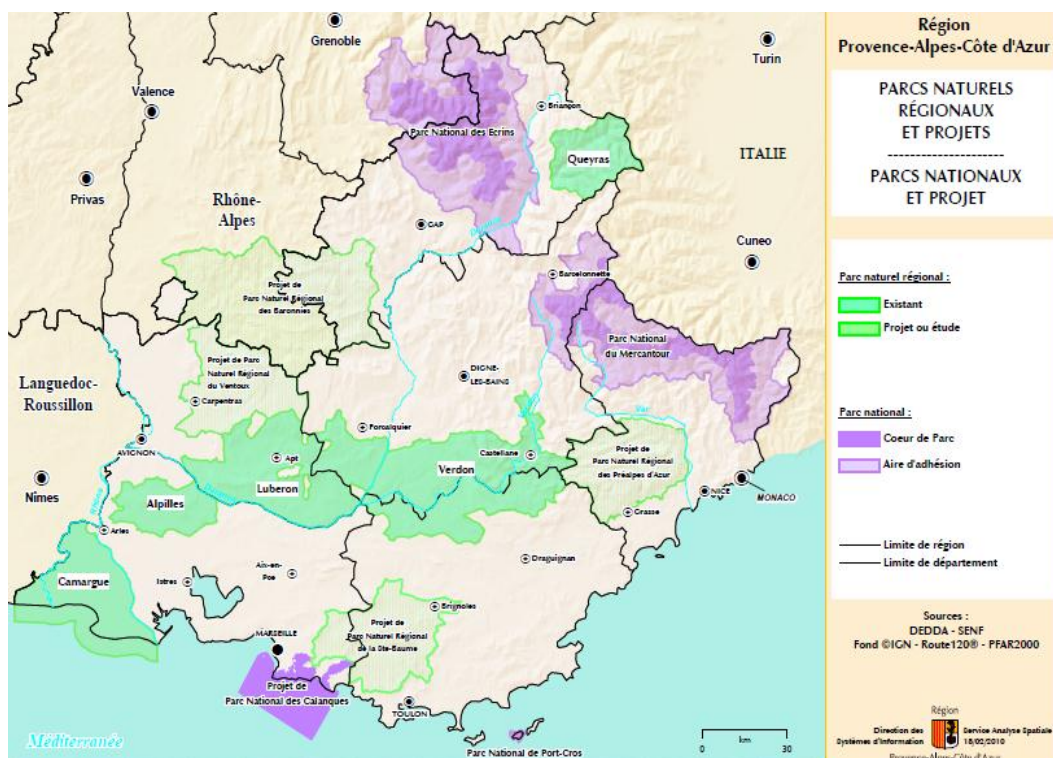 Région
Provence-Alpes-Côte d'Azur
PARCS NATURELS
RÉGIONAUX
ET PROJETS
----------------------
PARCS NATIONAUX
ET PROJET
Parc naturel régional :
Existant
Projet ou étude
Parc national :
Coeur de Parc
Aire d'adhésion
Limite de région
Limite de département
Sources :
DEDDA - SENF
Fond ©IGN - Route120® - PFAR2000
Région
Direction des
Systèmes d'Information
Service Analyse Spatiale
18/02/2010
Provence-Alpes-Côte d'Azur
Grenoble
Turin
Valence
Briançon
Parc National des Ecrins
Queyras
ITALIE
Privas
Rhône-
Alpes
GAP
Cuneo
Barcelonnette
Projet de
Parc Naturel Régional
des Baronnies
Parc National
du Mercantour
Projet de Parc
Naturel Régional
du Ventoux
DIGNE-
LES-BAINS
Languedoc-
Roussillon
Carpentras
Forcalquier
Var
AVIGNON
Apt
Castellane
Projet de
Parc Naturel Régional
des Préalpes d'Azur
Verdon
Nîmes
Luberon
NICE
MONACO
Alpilles
Grasse
Arles
Draguignan
Aix-en-
Pce
Camargue
Istres
Brignoles
Projet de
Parc Naturel Régional
de la Ste-Baume
MARSEILLE
Projet de
Parc National des Calanques
TOULON
Méditerranée
Parc National de Port-Cros
0
km
30